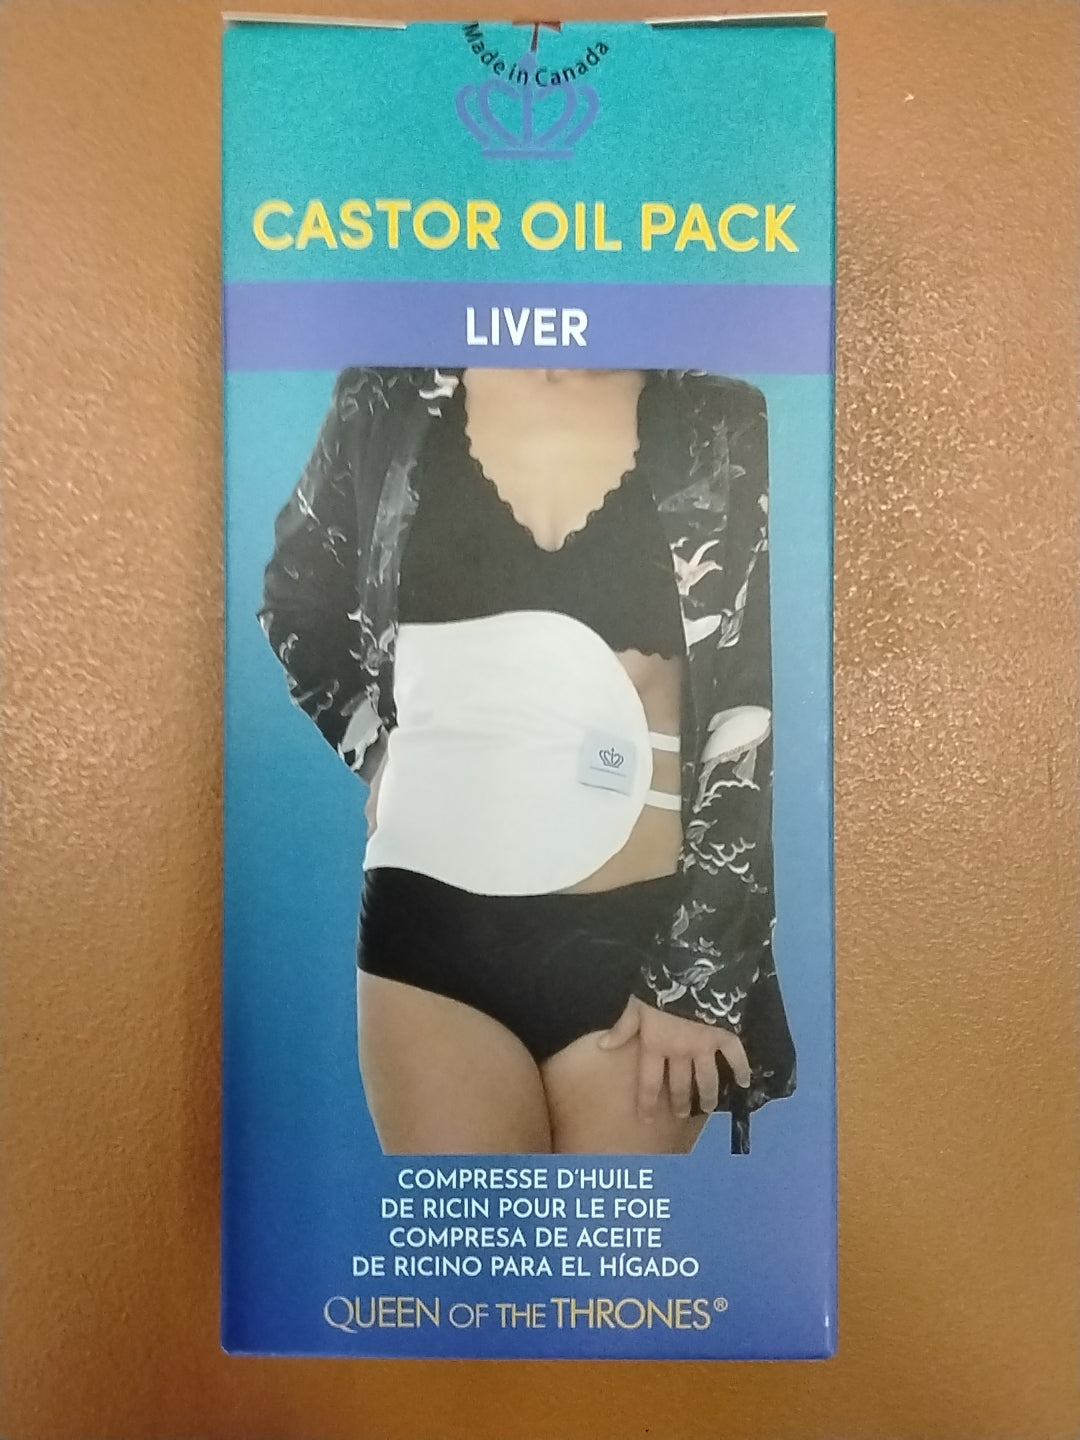 Made in Canada
CASTOR OIL PACK
LIVER
COMPRESSE D'HUILE
DE RICIN POUR LE FOIE
COMPRESA DE ACEITE
DE RICINO PARA EL HÍGADO
QUEEN OF THE THRONES®